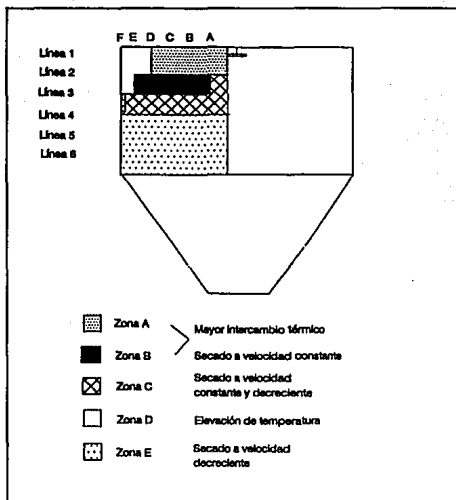 F E D C B A
Línea 1
Línea 2
Línea 3
Línea 4
Línea 5
Línea 6
Zona A
Mayor intercambio térmico
Zona B
Secado a velocidad constante
Zona C
Secado a velocidad
constante y decreciente
Zona D
Elevación de temperatura
Zona E
Secado a velocidad
decreciente